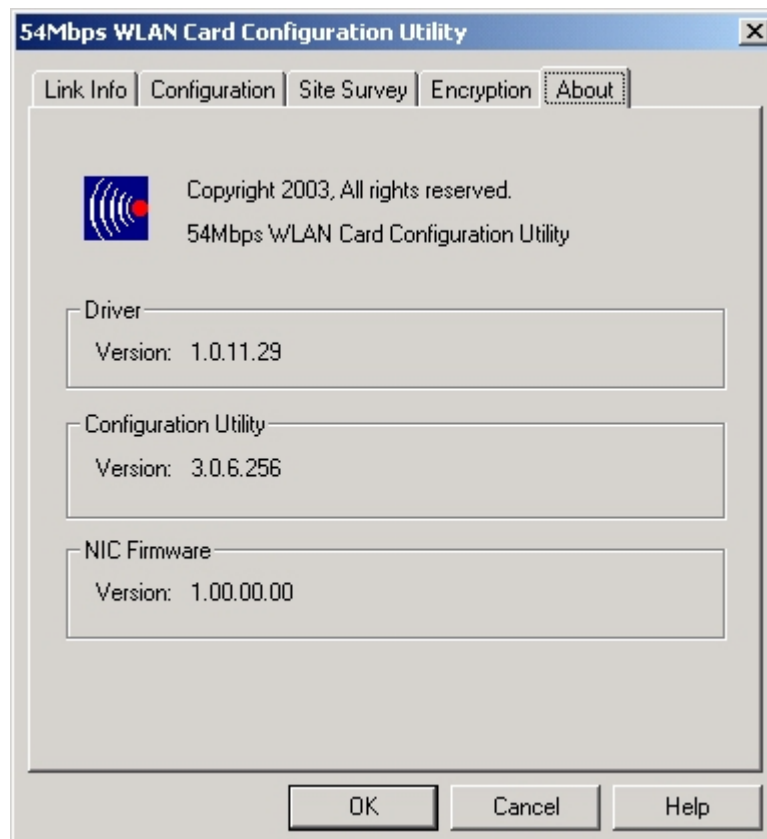 54Mbps WLAN Card Configuration Utility
Link Info Configuration Site Survey Encryption About
Copyright 2003, All rights reserved.
54Mbps WLAN Card Configuration Utility
Driver
Version: 1.0.11.29
Configuration Utility
Version: 3.0.6.256
NIC Firmware
Version: 1.00.00.00
OK Cancel Help